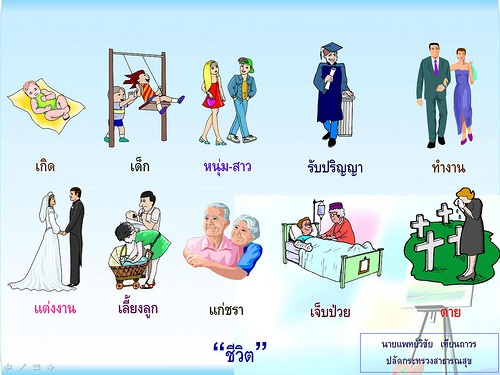 เกิด เด็ก หนุ่ม-สาว รับปริญญา ทำงาน
แต่งงาน เลี้ยงลูก แก่ชรา เจ็บป่วย ตาย
“ชีวิต”
นายแพทย์วิชัย เทียนถาวร
ปลัดกระทรวงสาธารณสุข